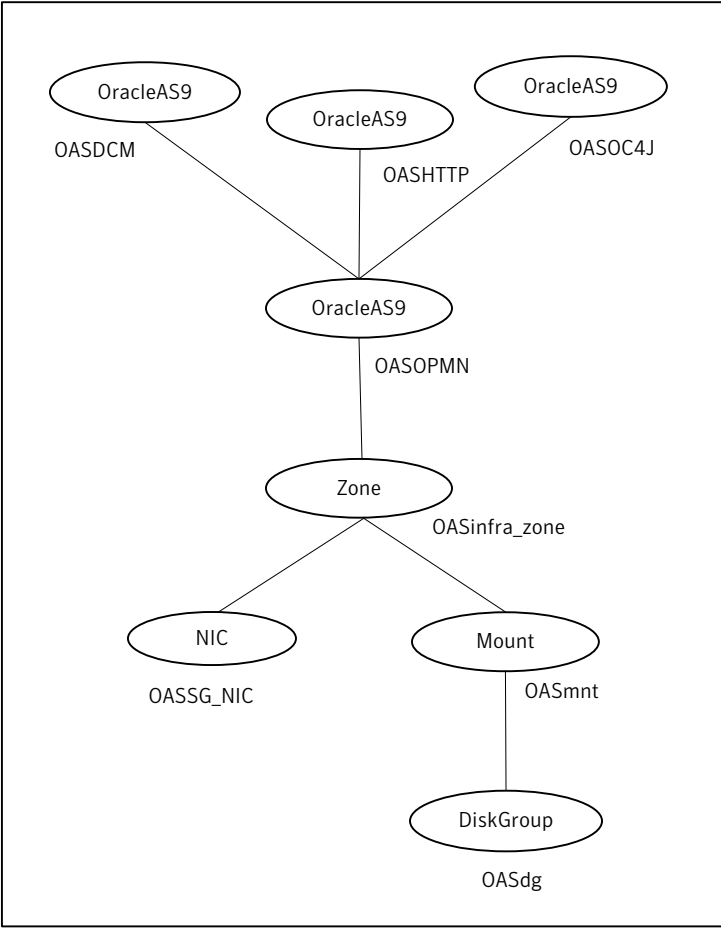 OracleAS9
OracleAS9
OracleAS9
OASDCM
OASHTTP
OASOC4J
OracleAS9
OASOPMN
Zone
OASinfra_zone
NIC
Mount
OASSG_NIC
OASmnt
DiskGroup
OASdg